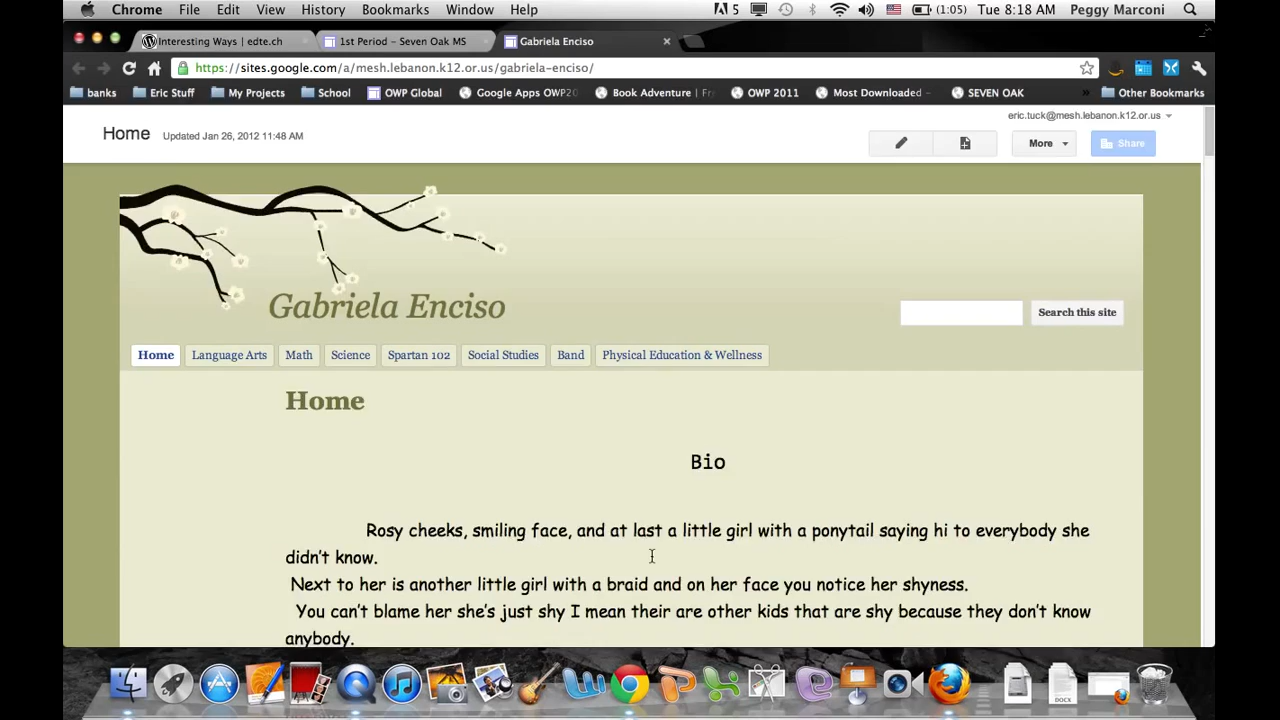 Chrome File Edit View History Bookmarks Window Help 5 (1:05) Tue 8:18 AM Peggy Marconi
Interesting Ways | edte.ch 1st Period – Seven Oak MS Gabriela Enciso
https://sites.google.com/a/mesh.lebanon.k12.or.us/gabriela-enciso/
banks Eric Stuff My Projects School OWP Global Google Apps OWP20 Book Adventure | F OWP 2011 Most Downloaded – SEVEN OAK » Other Bookmarks
eric.tuck@mesh.lebanon.k12.or.us
Home Updated Jan 26, 2012 11:48 AM More Share
Gabriela Enciso
Search this site
Home Language Arts Math Science Spartan 102 Social Studies Band Physical Education & Wellness
Home
Bio
Rosy cheeks, smiling face, and at last a little girl with a ponytail saying hi to everybody she
didn't know.
Next to her is another little girl with a braid and on her face you notice her shyness.
You can't blame her she's just shy I mean their are other kids that are shy because they don't know
anybody.
DOCX